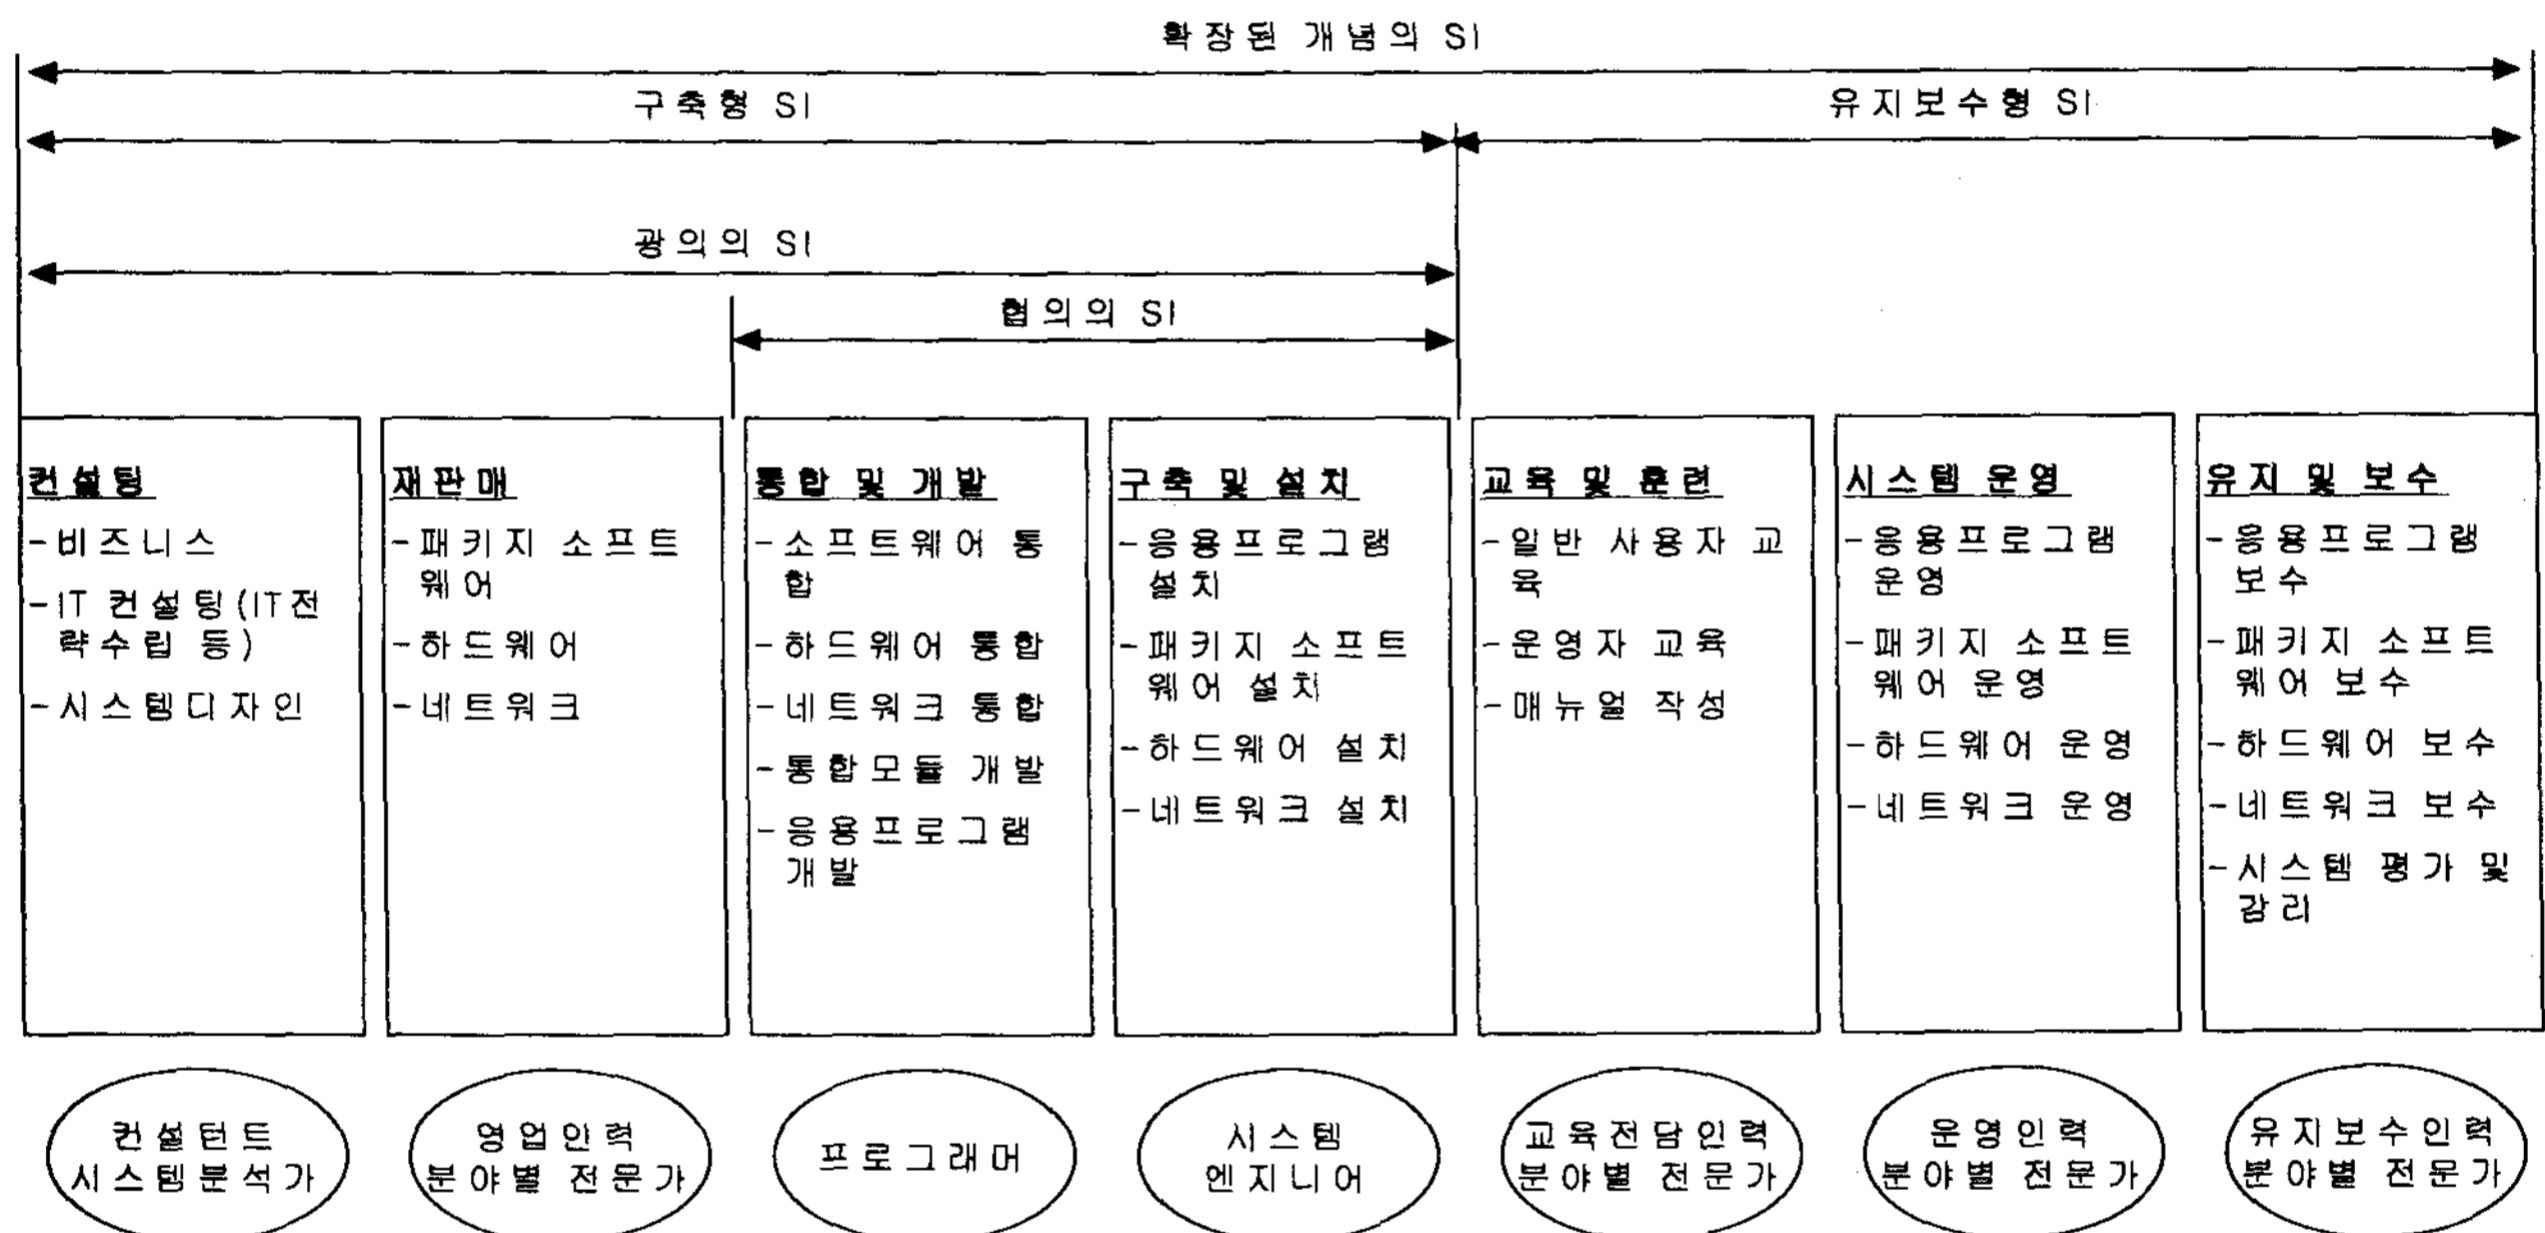 확장된 개념의 SI
구축형 SI
유지보수형 SI
광의의 SI
협의의 SI
컨설팅
-비즈니스
-IT 컨설팅(IT전
략수립 등)
-시스템디자인
재판매
-패키지 소프트
웨어
-하드웨어
-네트워크
통합 및 개발
-소프트웨어 통
합
-하드웨어 통합
-네트워크 통합
-통합모듈 개발
-응용프로그램
개발
구축 및 설치
-응용프로그램
설치
-패키지 소프트
웨어 설치
-하드웨어 설치
-네트워크 설치
교육 및 훈련
-일반 사용자 교
육
-운영자 교육
-매뉴얼 작성
시스템 운영
-응용프로그램
운영
-패키지 소프트
웨어 운영
-하드웨어 운영
-네트워크 운영
유지 및 보수
-응용프로그램
보수
-패키지 소프트
웨어 보수
-하드웨어 보수
-네트워크 보수
-시스템 평가 및
감리
컨설턴트
시스템분석가
영업인력
분야별 전문가
프로그래머
시스템
엔지니어
교육전담인력
분야별 전문가
운영인력
분야별 전문가
유지보수인력
분야별 전문가